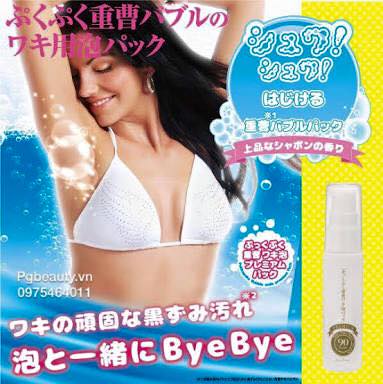 ぷくぷく重曹バブルの
ワキ用泡パック
シュワ!
シュワ!
はじける
※1
重曹バブルパック
上品なシャボンの香り
ぷっくぷく
重曹ワキ泡
プレミアム
パック
90
Pgbeauty.vn
0975464011
ワキの頑固な黒ずみ汚れ※2
泡と一緒にByeBye